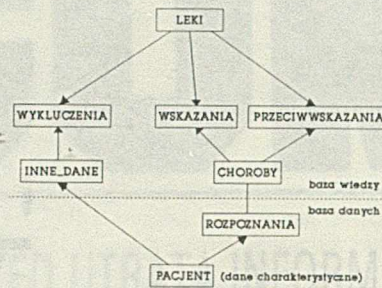 LEKI
WYKLUCZENIA WSKAZANIA PRZECIWWSKAZANIA
INNE_DANE CHOROBY
baza wiedzy
baza danych
ROZPOZNANIA
PACJENT (dane charakterystyczne)